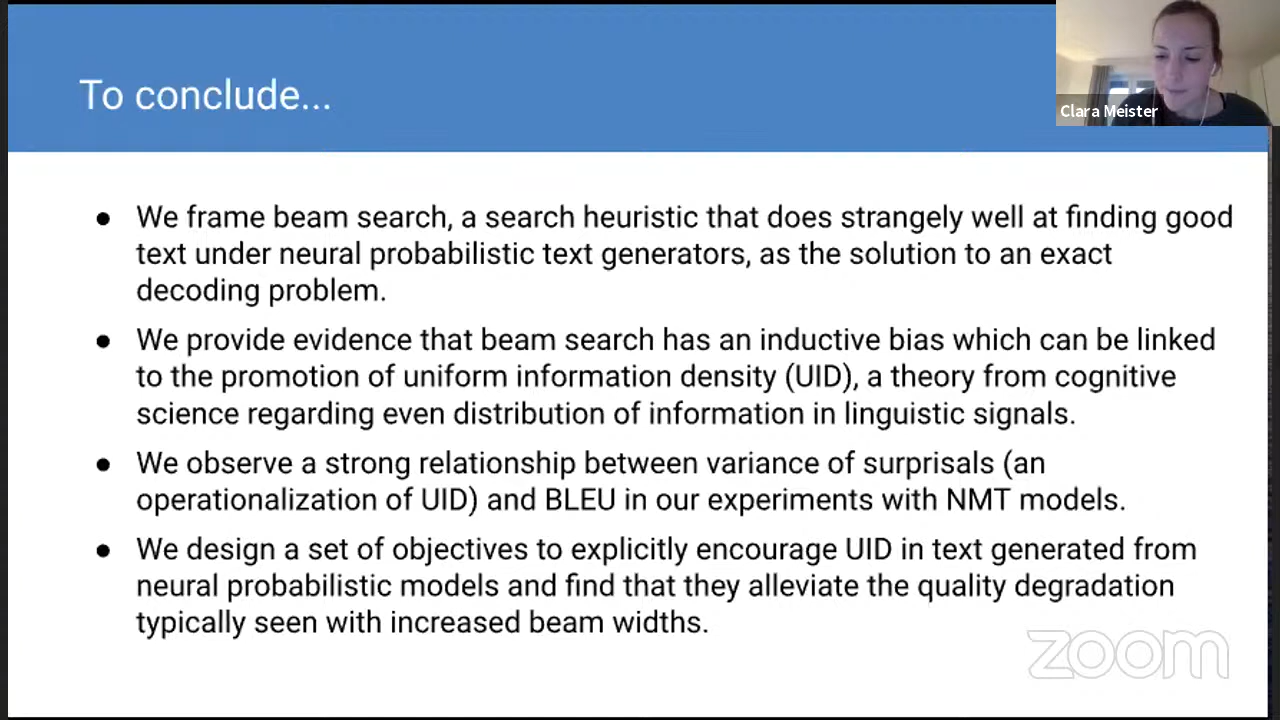 To conclude...
Clara Meister
● We frame beam search, a search heuristic that does strangely well at finding good
text under neural probabilistic text generators, as the solution to an exact
decoding problem.
● We provide evidence that beam search has an inductive bias which can be linked
to the promotion of uniform information density (UID), a theory from cognitive
science regarding even distribution of information in linguistic signals.
● We observe a strong relationship between variance of surprisals (an
operationalization of UID) and BLEU in our experiments with NMT models.
● We design a set of objectives to explicitly encourage UID in text generated from
neural probabilistic models and find that they alleviate the quality degradation
typically seen with increased beam widths.
zoom